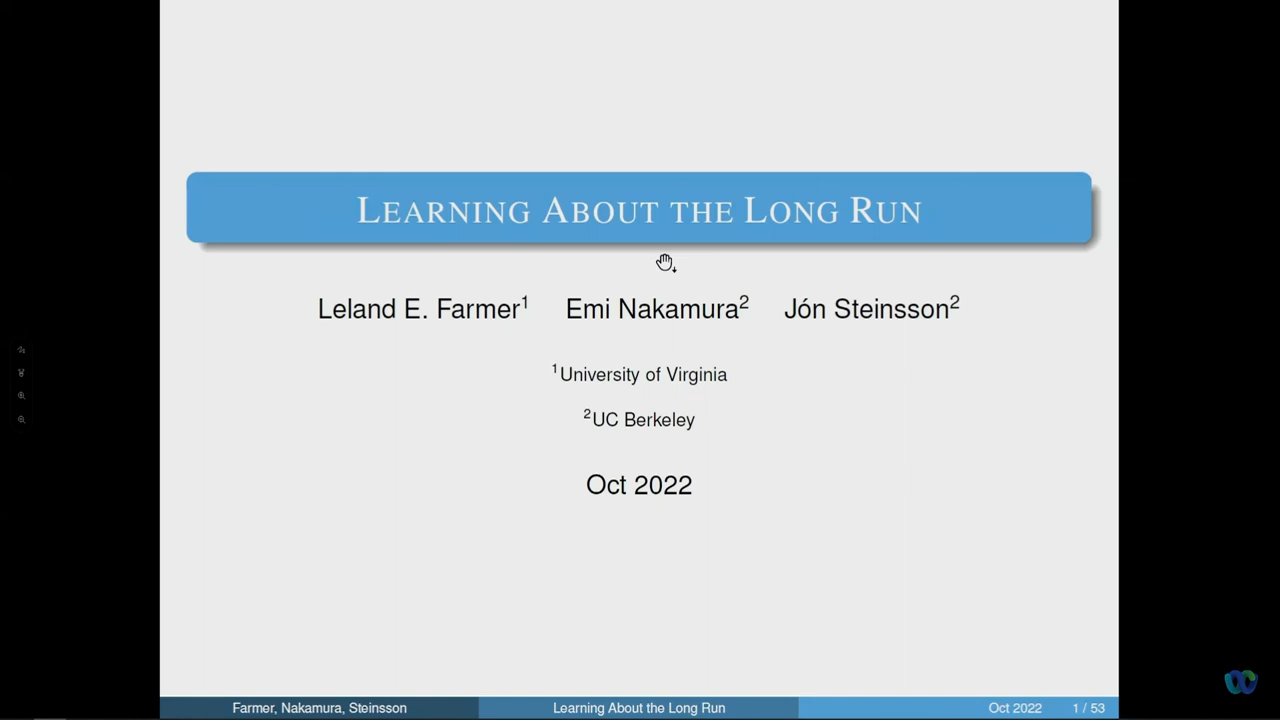 LEARNING ABOUT THE LONG RUN
Leland E. Farmer¹ Emi Nakamura² Jón Steinsson²
¹University of Virginia
²UC Berkeley
Oct 2022
Farmer, Nakamura, Steinsson Learning About the Long Run Oct 2022 1 / 53